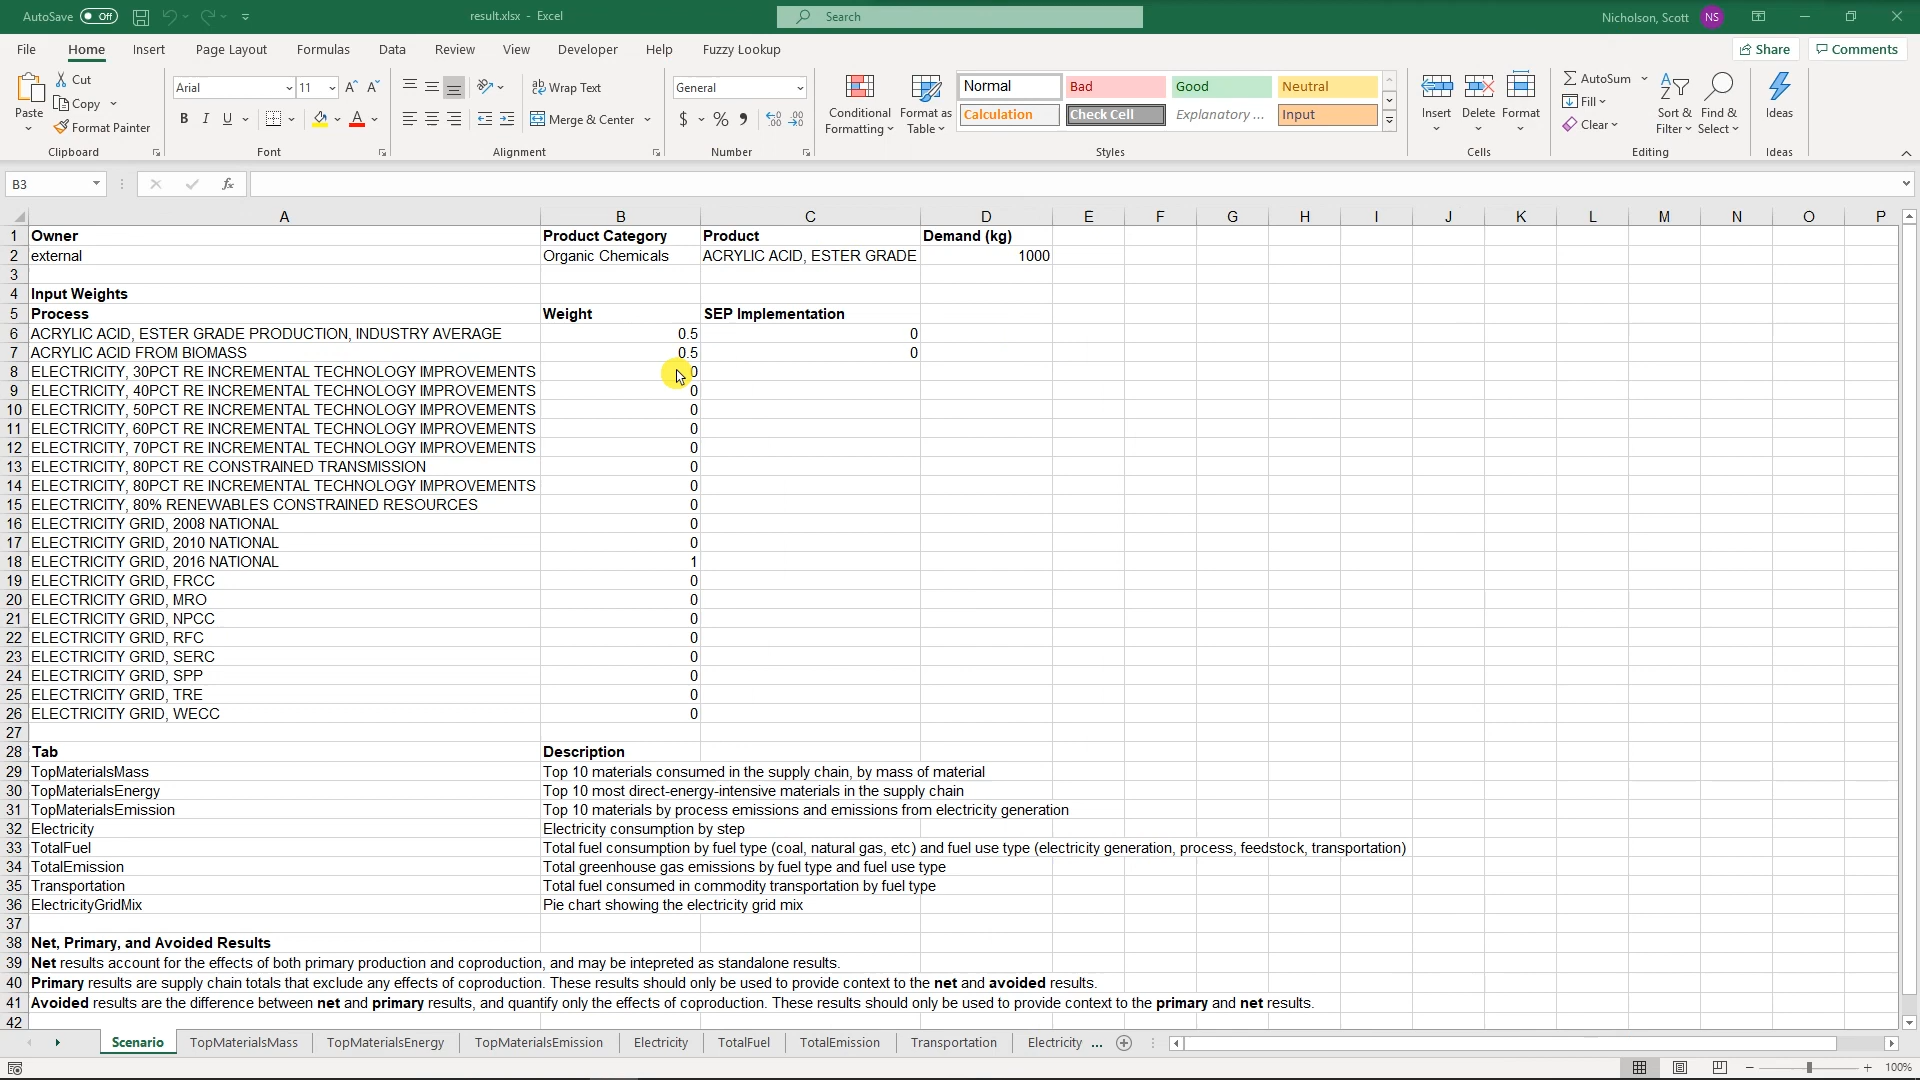 AutoSave Off result.xlsx - Excel Search Nicholson, Scott NS
File Home Insert Page Layout Formulas Data Review View Developer Help Fuzzy Lookup Share Comments
Paste Cut Copy Format Painter Clipboard
Arial 11 B I U A Font
Wrap Text Merge & Center Alignment
General $ % Number
Conditional Formatting Format as Table
Normal Bad Good Neutral
Calculation Check Cell Explanatory ... Input
Styles
Insert Delete Format Cells
AutoSum Fill Clear Sort & Filter Find & Select Editing
Ideas Ideas
B3 fx
A B C D E F G H I J K L M N O P
1 Owner Product Category Product Demand (kg)
2 external Organic Chemicals ACRYLIC ACID, ESTER GRADE 1000
3
4 Input Weights
5 Process Weight SEP Implementation
6 ACRYLIC ACID, ESTER GRADE PRODUCTION, INDUSTRY AVERAGE 0.5 0
7 ACRYLIC ACID FROM BIOMASS 0.5 0
8 ELECTRICITY, 30PCT RE INCREMENTAL TECHNOLOGY IMPROVEMENTS 0
9 ELECTRICITY, 40PCT RE INCREMENTAL TECHNOLOGY IMPROVEMENTS 0
10 ELECTRICITY, 50PCT RE INCREMENTAL TECHNOLOGY IMPROVEMENTS 0
11 ELECTRICITY, 60PCT RE INCREMENTAL TECHNOLOGY IMPROVEMENTS 0
12 ELECTRICITY, 70PCT RE INCREMENTAL TECHNOLOGY IMPROVEMENTS 0
13 ELECTRICITY, 80PCT RE CONSTRAINED TRANSMISSION 0
14 ELECTRICITY, 80PCT RE INCREMENTAL TECHNOLOGY IMPROVEMENTS 0
15 ELECTRICITY, 80% RENEWABLES CONSTRAINED RESOURCES 0
16 ELECTRICITY GRID, 2008 NATIONAL 0
17 ELECTRICITY GRID, 2010 NATIONAL 0
18 ELECTRICITY GRID, 2016 NATIONAL 1
19 ELECTRICITY GRID, FRCC 0
20 ELECTRICITY GRID, MRO 0
21 ELECTRICITY GRID, NPCC 0
22 ELECTRICITY GRID, RFC 0
23 ELECTRICITY GRID, SERC 0
24 ELECTRICITY GRID, SPP 0
25 ELECTRICITY GRID, TRE 0
26 ELECTRICITY GRID, WECC 0
27
28 Tab Description
29 TopMaterialsMass Top 10 materials consumed in the supply chain, by mass of material
30 TopMaterialsEnergy Top 10 most direct-energy-intensive materials in the supply chain
31 TopMaterialsEmission Top 10 materials by process emissions and emissions from electricity generation
32 Electricity Electricity consumption by step
33 TotalFuel Total fuel consumption by fuel type (coal, natural gas, etc) and fuel use type (electricity generation, process, feedstock, transportation)
34 TotalEmission Total greenhouse gas emissions by fuel type and fuel use type
35 Transportation Total fuel consumed in commodity transportation by fuel type
36 ElectricityGridMix Pie chart showing the electricity grid mix
37
38 Net, Primary, and Avoided Results
39 Net results account for the effects of both primary production and coproduction, and may be intepreted as standalone results.
40 Primary results are supply chain totals that exclude any effects of coproduction. These results should only be used to provide context to the net and avoided results.
41 Avoided results are the difference between net and primary results, and quantify only the effects of coproduction. These results should only be used to provide context to the primary and net results.
42
Scenario TopMaterialsMass TopMaterialsEnergy TopMaterialsEmission Electricity TotalFuel TotalEmission Transportation Electricity ...
100%